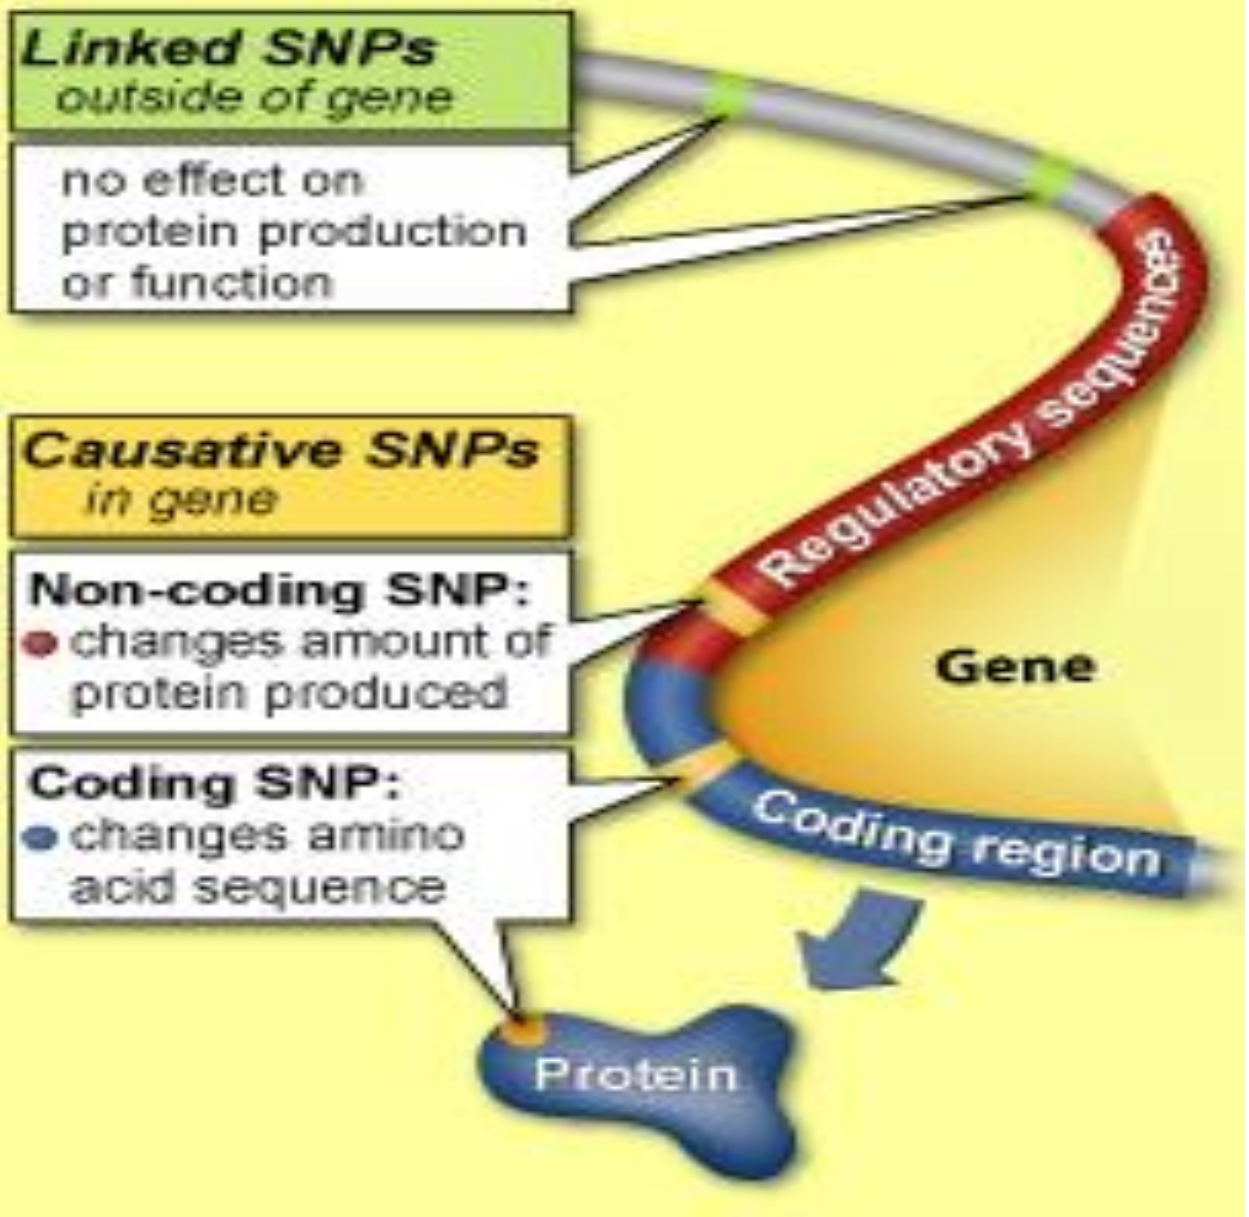 Linked SNPs
outside of gene
no effect on
protein production
or function
Causative SNPs
in gene
Non-coding SNP:
changes amount of
protein produced
Coding SNP:
changes amino
acid sequence
Regulatory sequences
Gene
Coding region
Protein